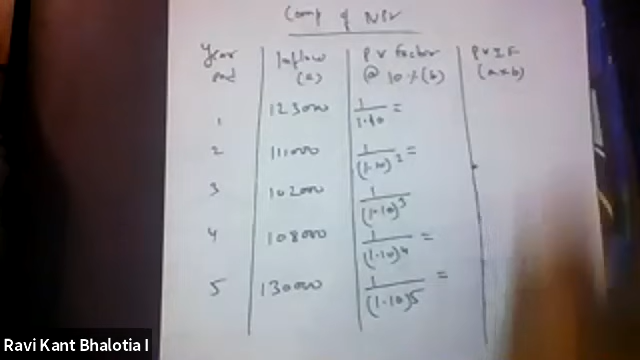 Comp of NPV
Year end Inflow (a) PV factor @ 10%(b) PVIF (a×b)
1 123000 1/1.10 =
2 111000 1/(1.10)2 =
3 102000 1/(1.10)3
4 108000 1/(1.10)4 =
5 130000 1/(1.10)5 =
Ravi Kant Bhalotia I